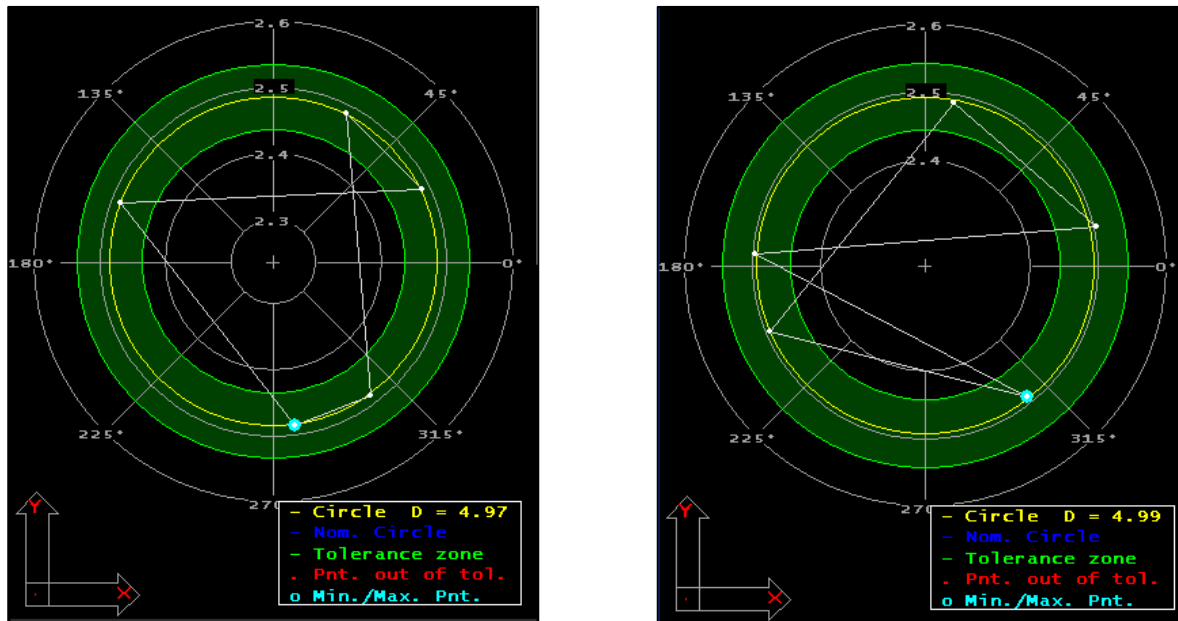 2.6
2.5
135°
45°
2.4
2.3
180°
0°
225°
315°
270
Y
X
– Circle D = 4.97
– Nom. Circle
– Tolerance zone
. Pnt. out of tol.
o Min./Max. Pnt.
2.6
2.5
135°
45°
2.4
180°
0°
225°
315°
270
Y
X
– Circle D = 4.99
– Nom. Circle
– Tolerance zone
. Pnt. out of tol.
o Min./Max. Pnt.